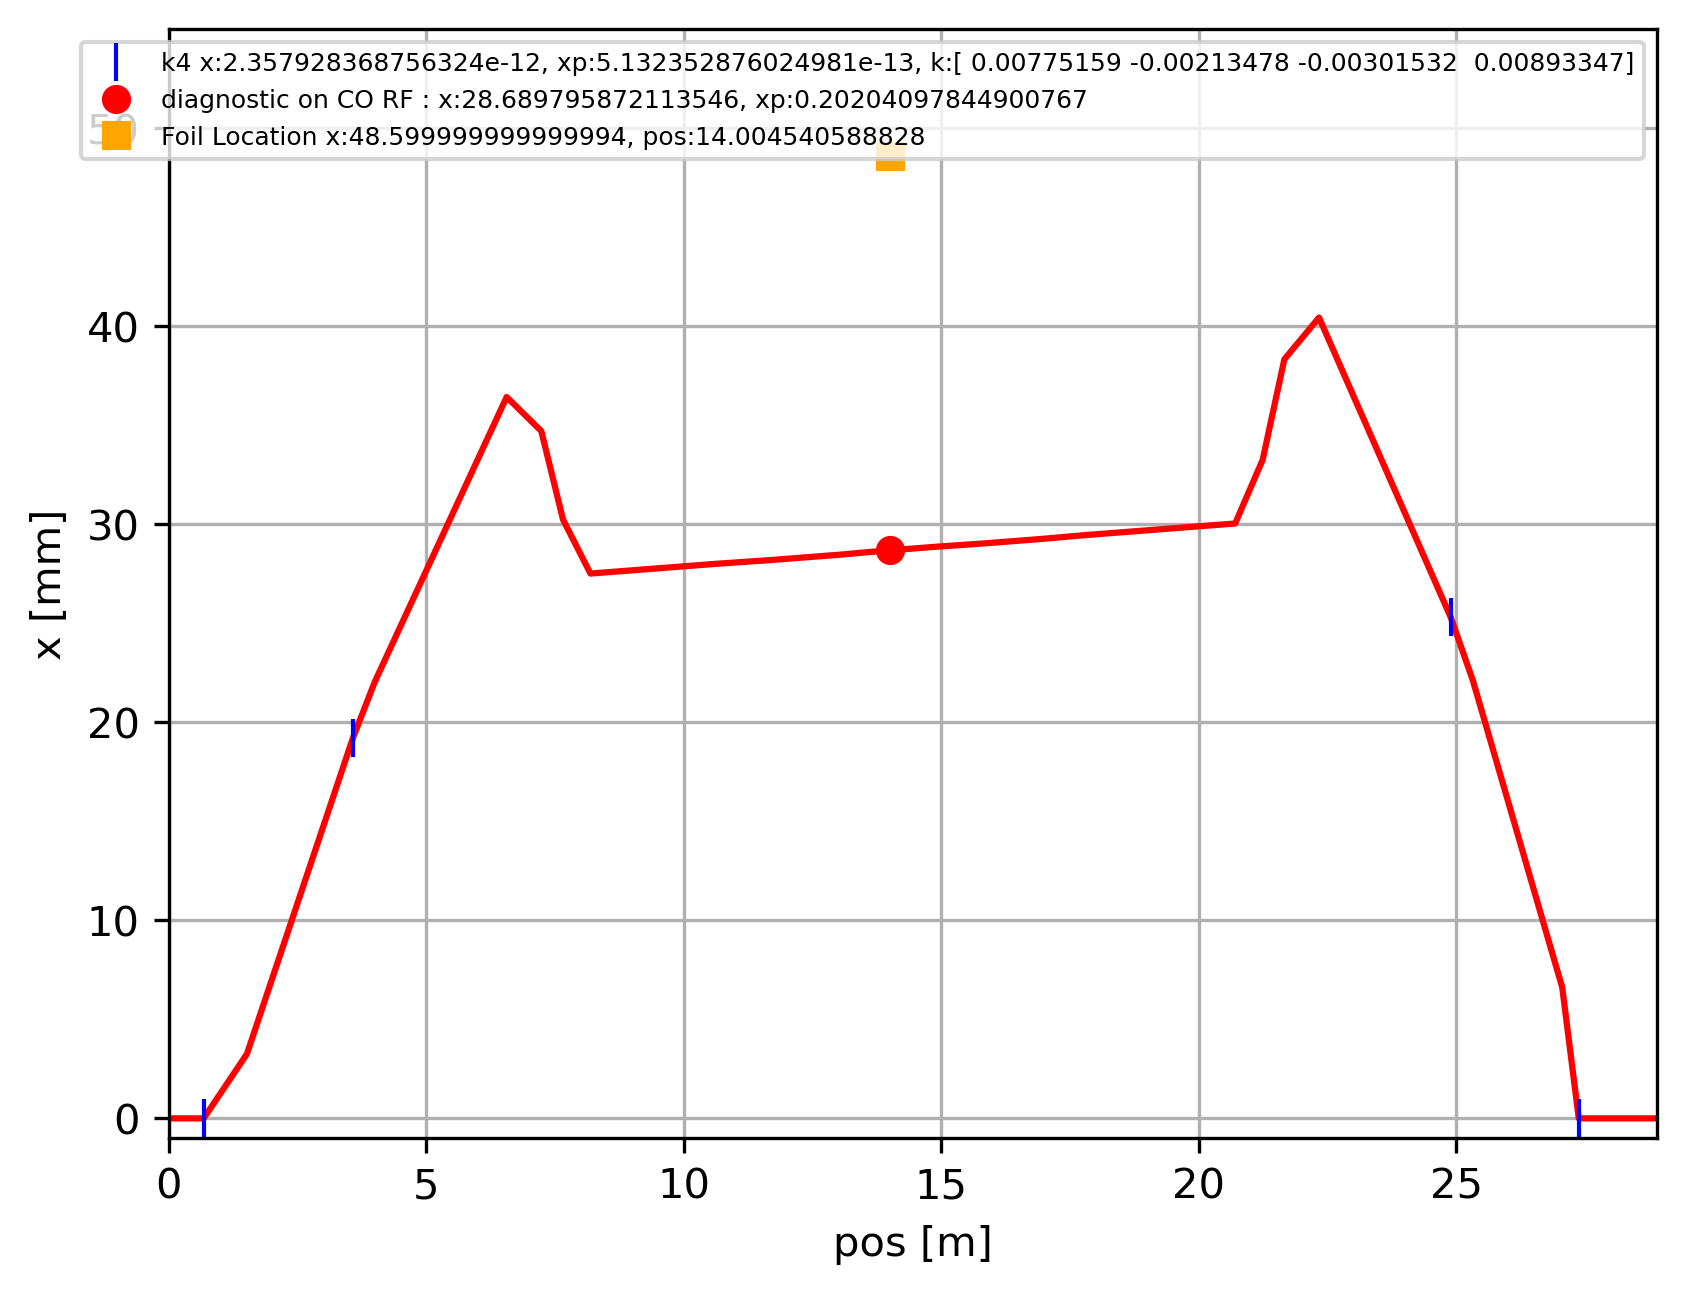 k4 x:2.357928368756324e-12, xp:5.132352876024981e-13, k:[ 0.00775159 -0.00213478 -0.00301532  0.00893347]
diagnostic on CO RF : x:28.689795872113546, xp:0.20204097844900767
50
Foil Location x:48.599999999999994, pos:14.004540588828
40
30
x [mm]
20
10
0
0 5 10 15 20 25
pos [m]